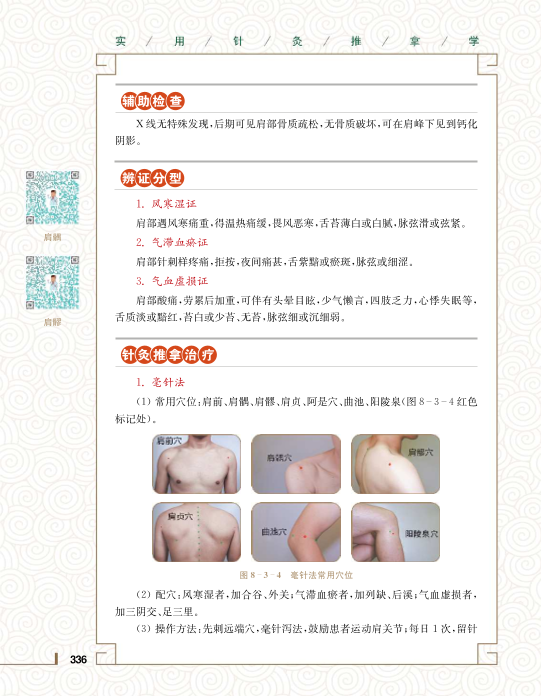 实 / 用 / 针 / 灸 / 推 / 拿 / 学
辅助检查
X线无特殊发现,后期可见肩部骨质疏松,无骨质破坏,可在肩峰下见到钙化
阴影。
辨证分型
1. 风寒湿证
肩部遇风寒痛重,得温热痛缓,畏风恶寒,舌苔薄白或白腻,脉弦滑或弦紧。
2. 气滞血瘀证
肩部针刺样疼痛,拒按,夜间痛甚,舌紫黯或瘀斑,脉弦或细涩。
3. 气血虚损证
肩部酸痛,劳累后加重,可伴有头晕目眩,少气懒言,四肢乏力,心悸失眠等,
舌质淡或黯红,苔白或少苔、无苔,脉弦细或沉细弱。
肩髃
肩髎
针灸推拿治疗
1. 毫针法
(1) 常用穴位:肩前、肩髃、肩髎、肩贞、阿是穴、曲池、阳陵泉(图8-3-4红色
标记处)。
肩前穴
肩髃穴
肩髎穴
肩贞穴
曲池穴
阳陵泉穴
图8-3-4 毫针法常用穴位
(2) 配穴:风寒湿者,加合谷、外关;气滞血瘀者,加列缺、后溪;气血虚损者,
加三阴交、足三里。
(3) 操作方法:先刺远端穴,毫针泻法,鼓励患者运动肩关节;每日1次,留针
336